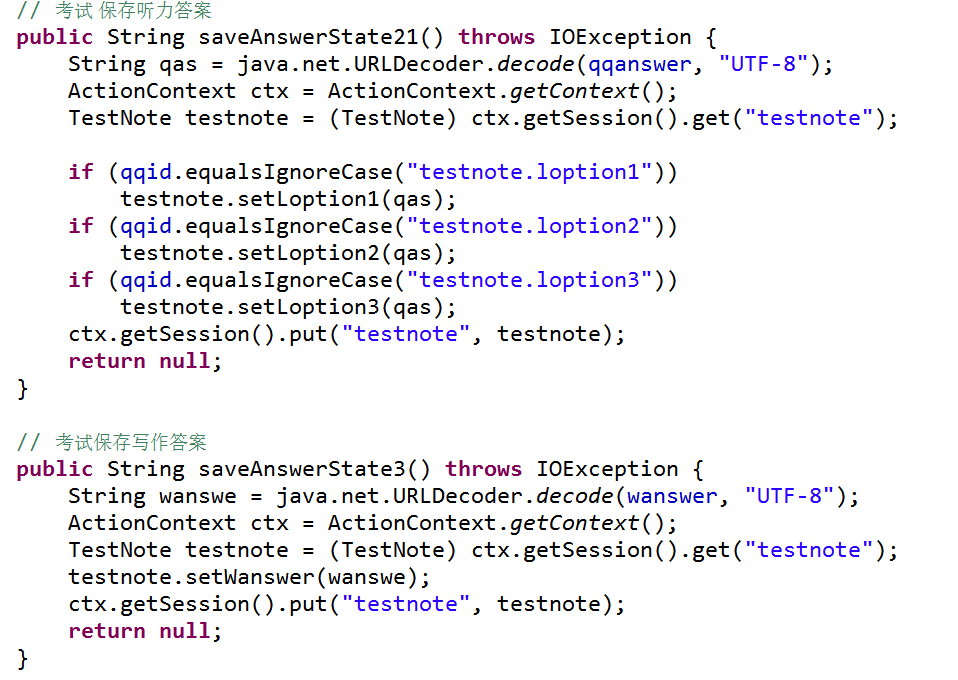 // 考试 保存听力答案
public String saveAnswerState21() throws IOException {
    String qas = java.net.URLDecoder.decode(qqanswer, "UTF-8");
    ActionContext ctx = ActionContext.getContext();
    TestNote testnote = (TestNote) ctx.getSession().get("testnote");

    if (qqid.equalsIgnoreCase("testnote.loption1"))
        testnote.setLoption1(qas);
    if (qqid.equalsIgnoreCase("testnote.loption2"))
        testnote.setLoption2(qas);
    if (qqid.equalsIgnoreCase("testnote.loption3"))
        testnote.setLoption3(qas);
    ctx.getSession().put("testnote", testnote);
    return null;
}

// 考试保存写作答案
public String saveAnswerState3() throws IOException {
    String wanswe = java.net.URLDecoder.decode(wanswer, "UTF-8");
    ActionContext ctx = ActionContext.getContext();
    TestNote testnote = (TestNote) ctx.getSession().get("testnote");
    testnote.setWanswer(wanswe);
    ctx.getSession().put("testnote", testnote);
    return null;
}